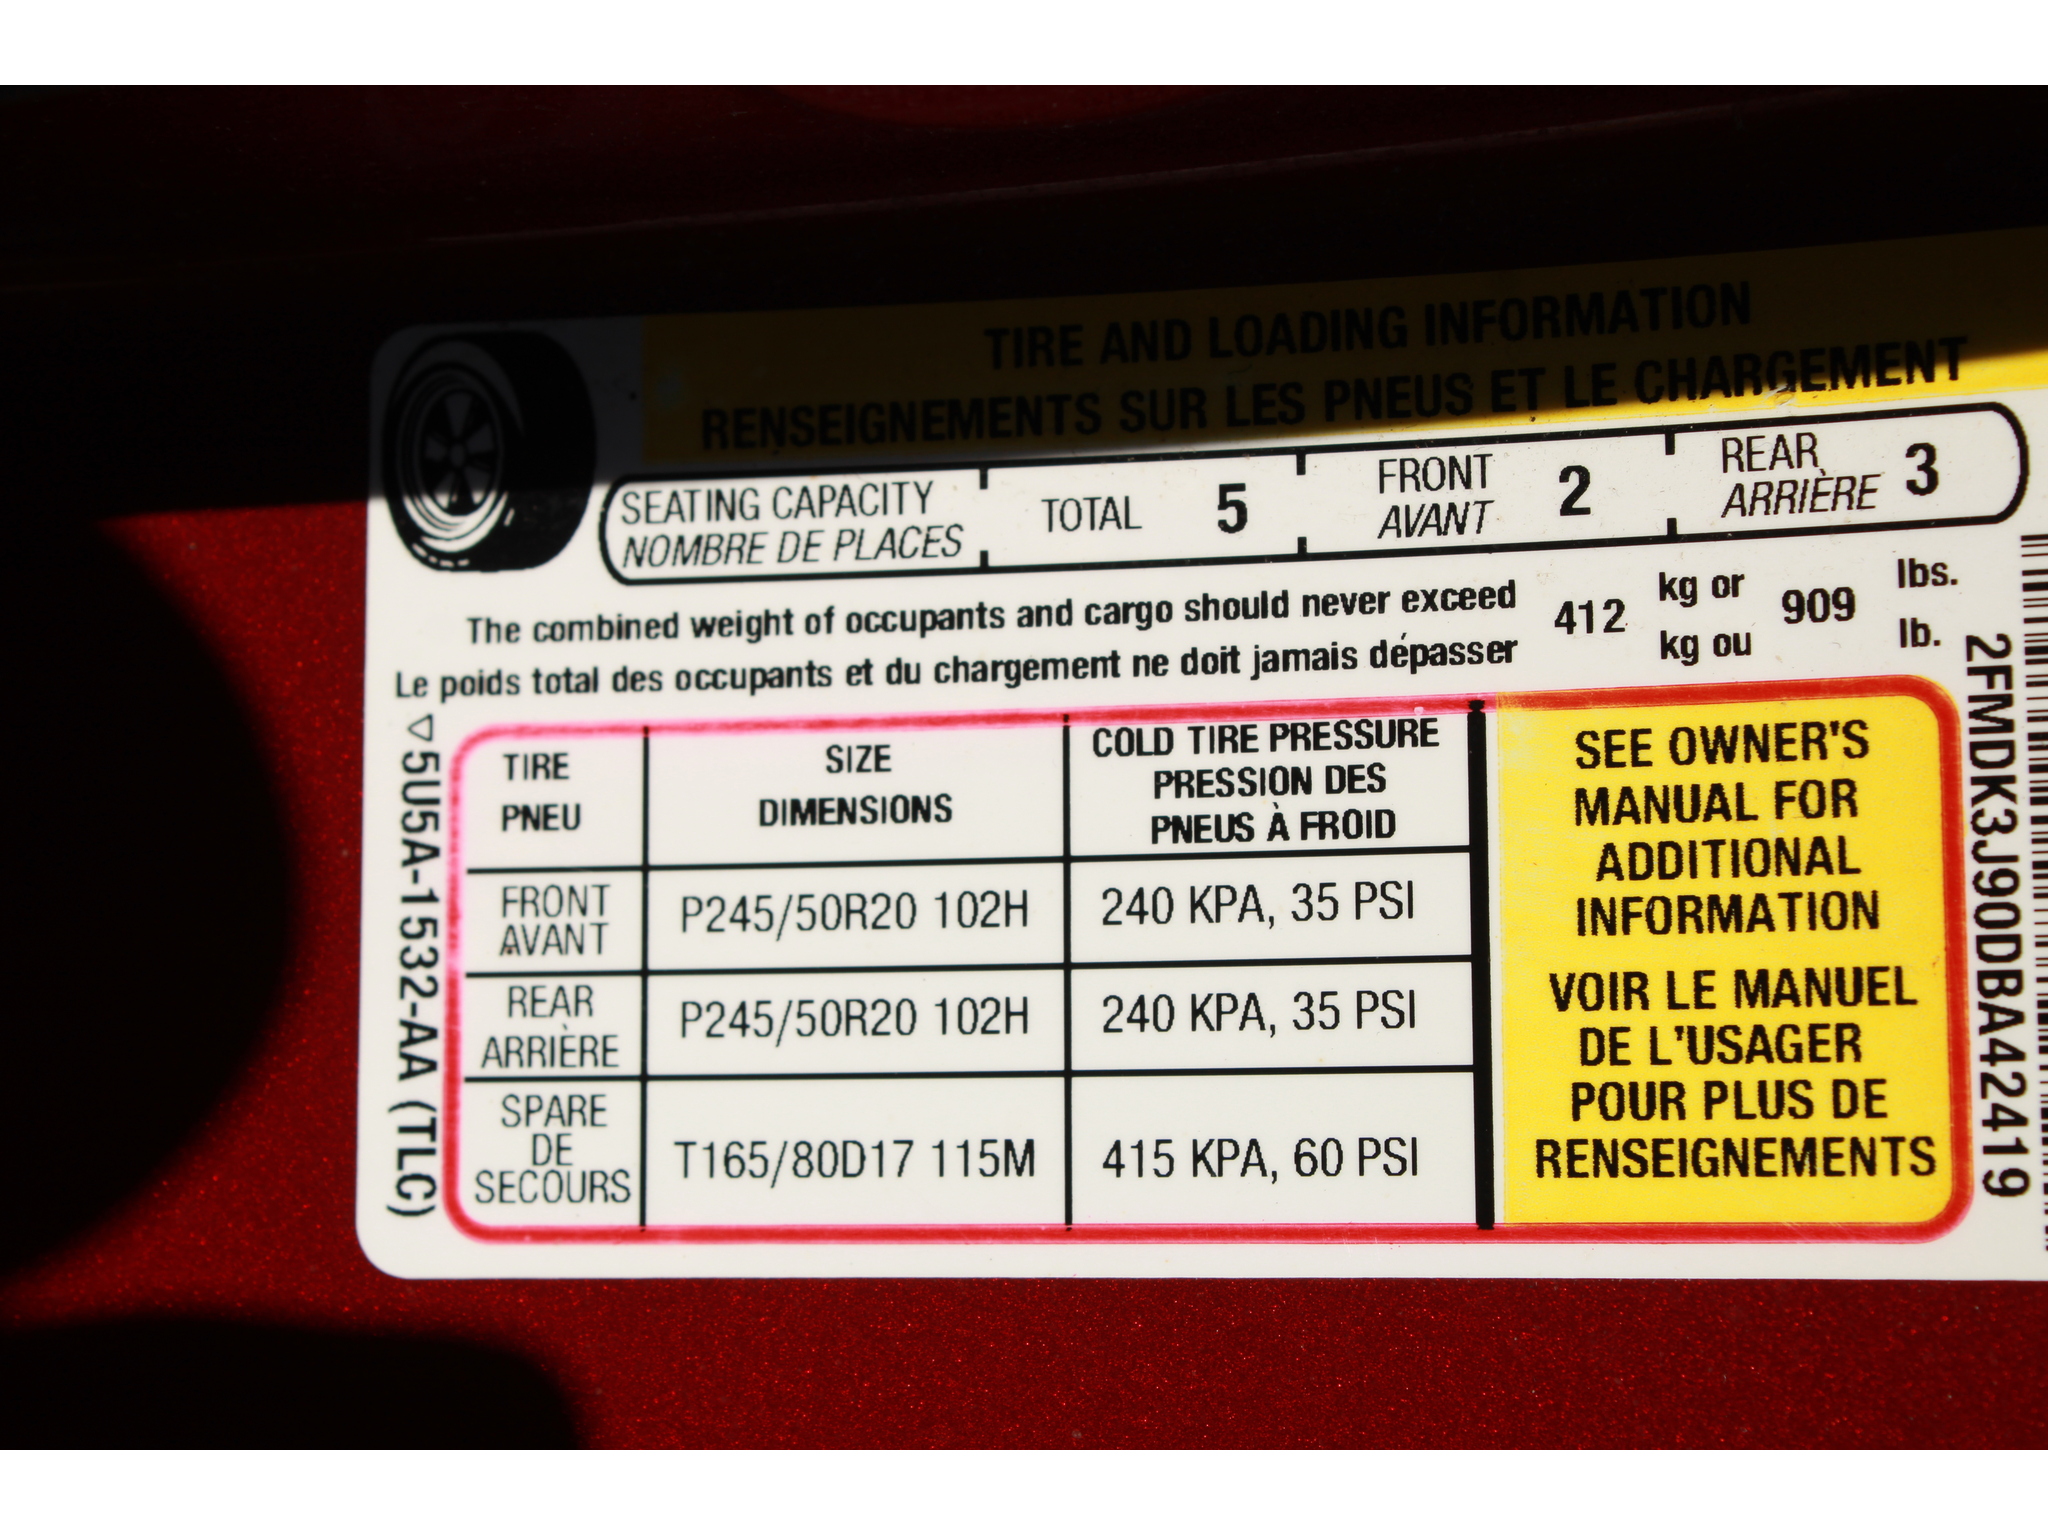 TIRE AND LOADING INFORMATION
RENSEIGNEMENTS SUR LES PNEUS ET LE CHARGEMENT
SEATING CAPACITY
NOMBRE DE PLACES
TOTAL 5
FRONT
AVANT
2
REAR
ARRIÈRE
3
The combined weight of occupants and cargo should never exceed
Le poids total des occupants et du chargement ne doit jamais dépasser
412
kg or
kg ou
909
lbs.
lb.
TIRE
PNEU
SIZE
DIMENSIONS
COLD TIRE PRESSURE
PRESSION DES
PNEUS À FROID
FRONT
AVANT
P245/50R20 102H
240 KPA, 35 PSI
REAR
ARRIÈRE
P245/50R20 102H
240 KPA, 35 PSI
SPARE
DE
SECOURS
T165/80D17 115M
415 KPA, 60 PSI
SEE OWNER'S
MANUAL FOR
ADDITIONAL
INFORMATION
VOIR LE MANUEL
DE L'USAGER
POUR PLUS DE
RENSEIGNEMENTS
5U5A-1532-AA (TLC)
2FMDK3J90DBA42419